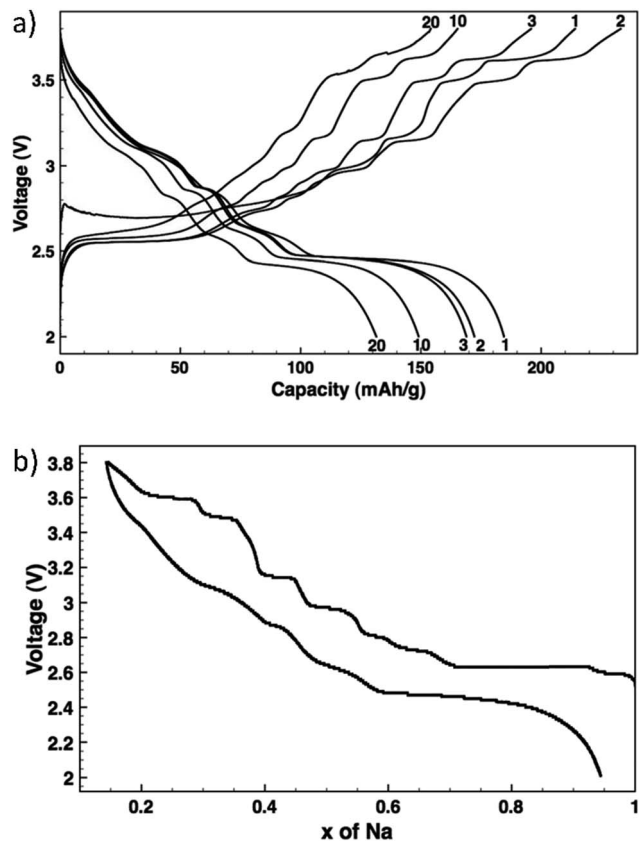 a)
20 10 3 1 2
3.5
3
2.5
2
Voltage (V)
20 10 3 2 1
0 50 100 150 200
Capacity (mAh/g)
b)
3.8
3.6
3.4
3.2
3
2.8
2.6
2.4
2.2
2
Voltage (V)
0.2 0.4 0.6 0.8 1
x of Na